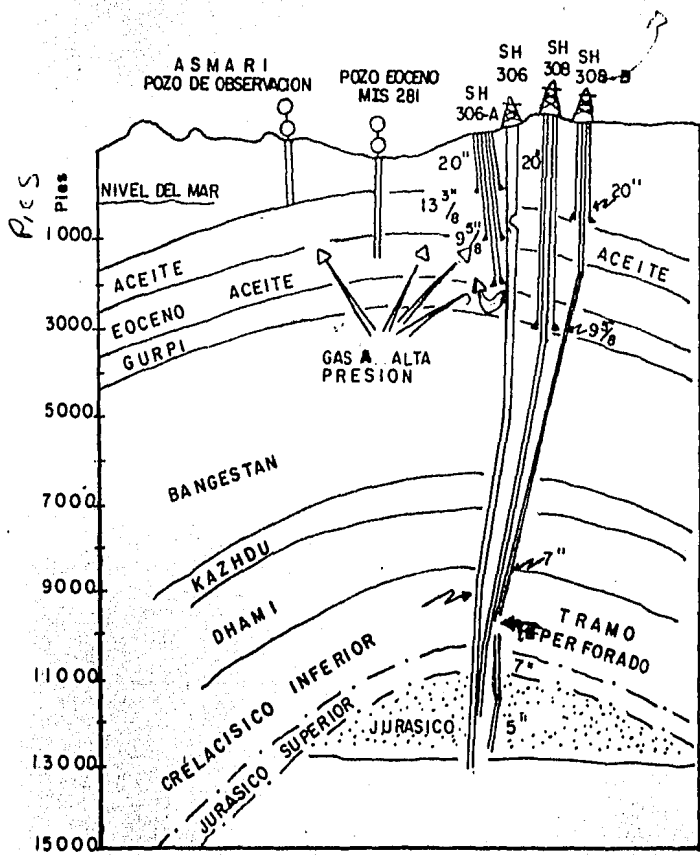 ASMARI
POZO DE OBSERVACION
POZO EOCENO
MIS 281
SH
306-A
SH
306
SH
308
SH
308-B
20"
20"
20"
13 3/8"
9 5/8"
NIVEL DEL MAR
PIES
Pies
1000
3000
5000
7000
9000
11000
13000
15000
ACEITE
ACEITE
EOCENO ACEITE
GURPI
GAS A ALTA
PRESION
9 5/8"
BANGESTAN
KAZHDU
7"
DHAMI
TRAMO
PERFORADO
7"
CRELACISICO INFERIOR
JURASICO SUPERIOR
JURASICO
5"